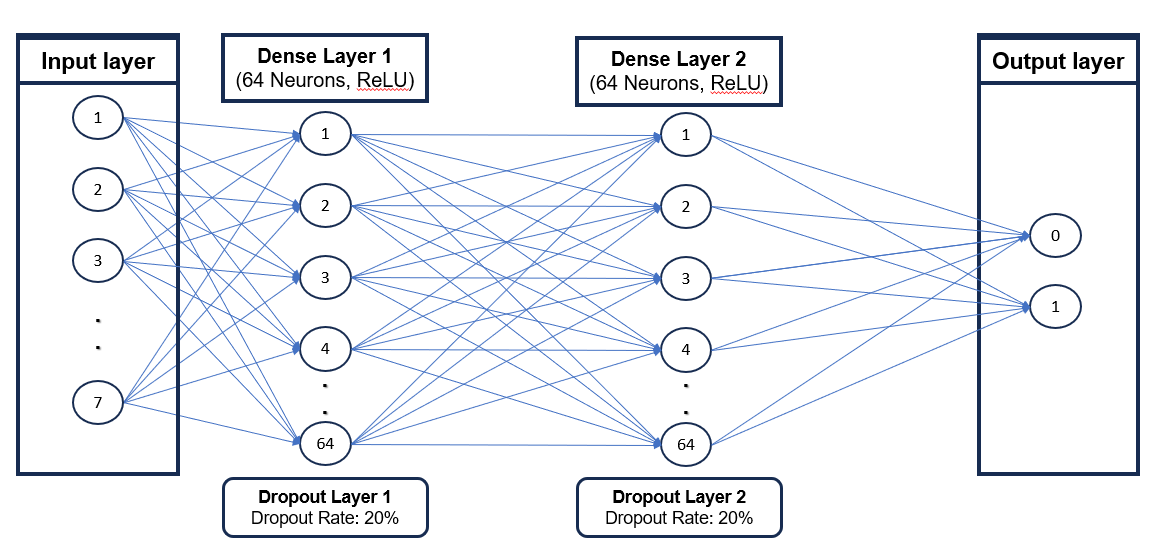 Input layer
1
2
3
.
.
7
Dense Layer 1
(64 Neurons, ReLU)
1
2
3
4
.
.
64
Dropout Layer 1
Dropout Rate: 20%
Dense Layer 2
(64 Neurons, ReLU)
1
2
3
4
.
.
64
Dropout Layer 2
Dropout Rate: 20%
Output layer
0
1